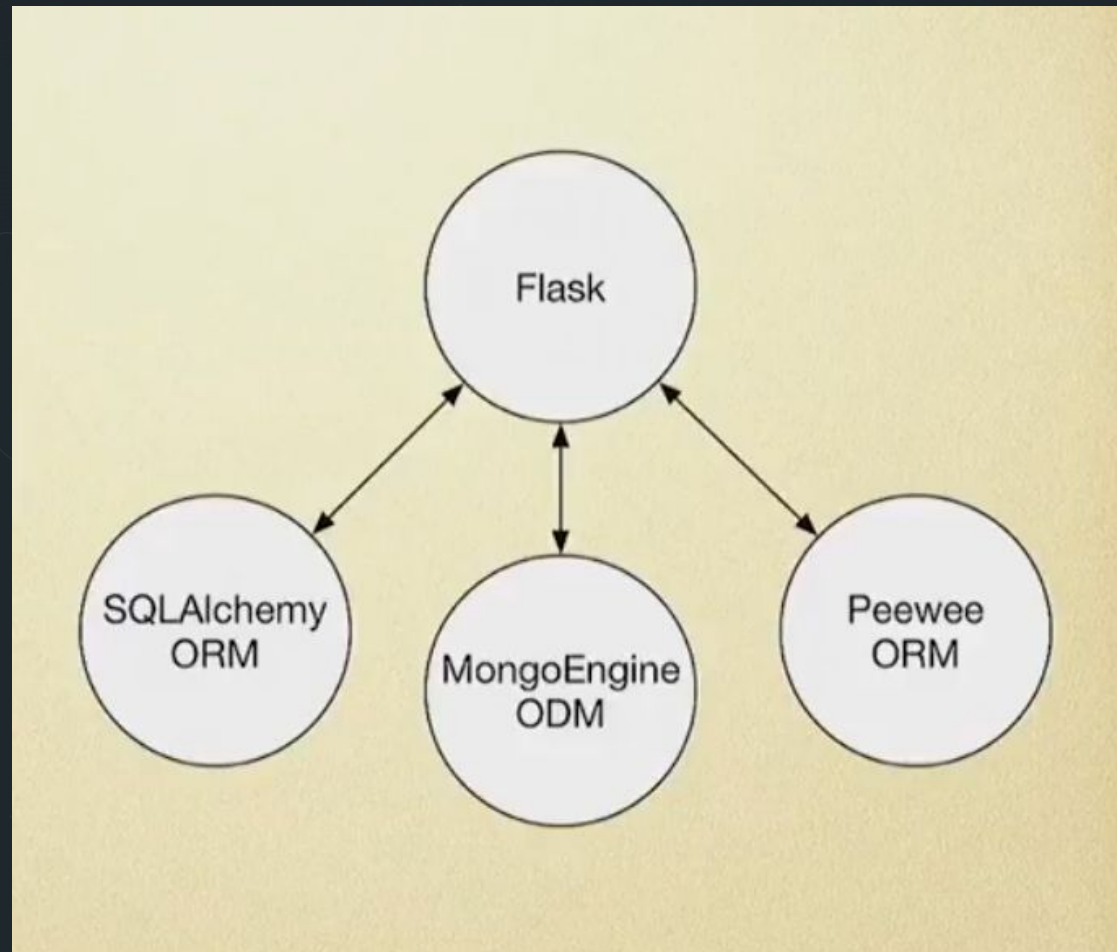 Flask
SQLAlchemy
ORM
MongoEngine
ODM
Peewee
ORM